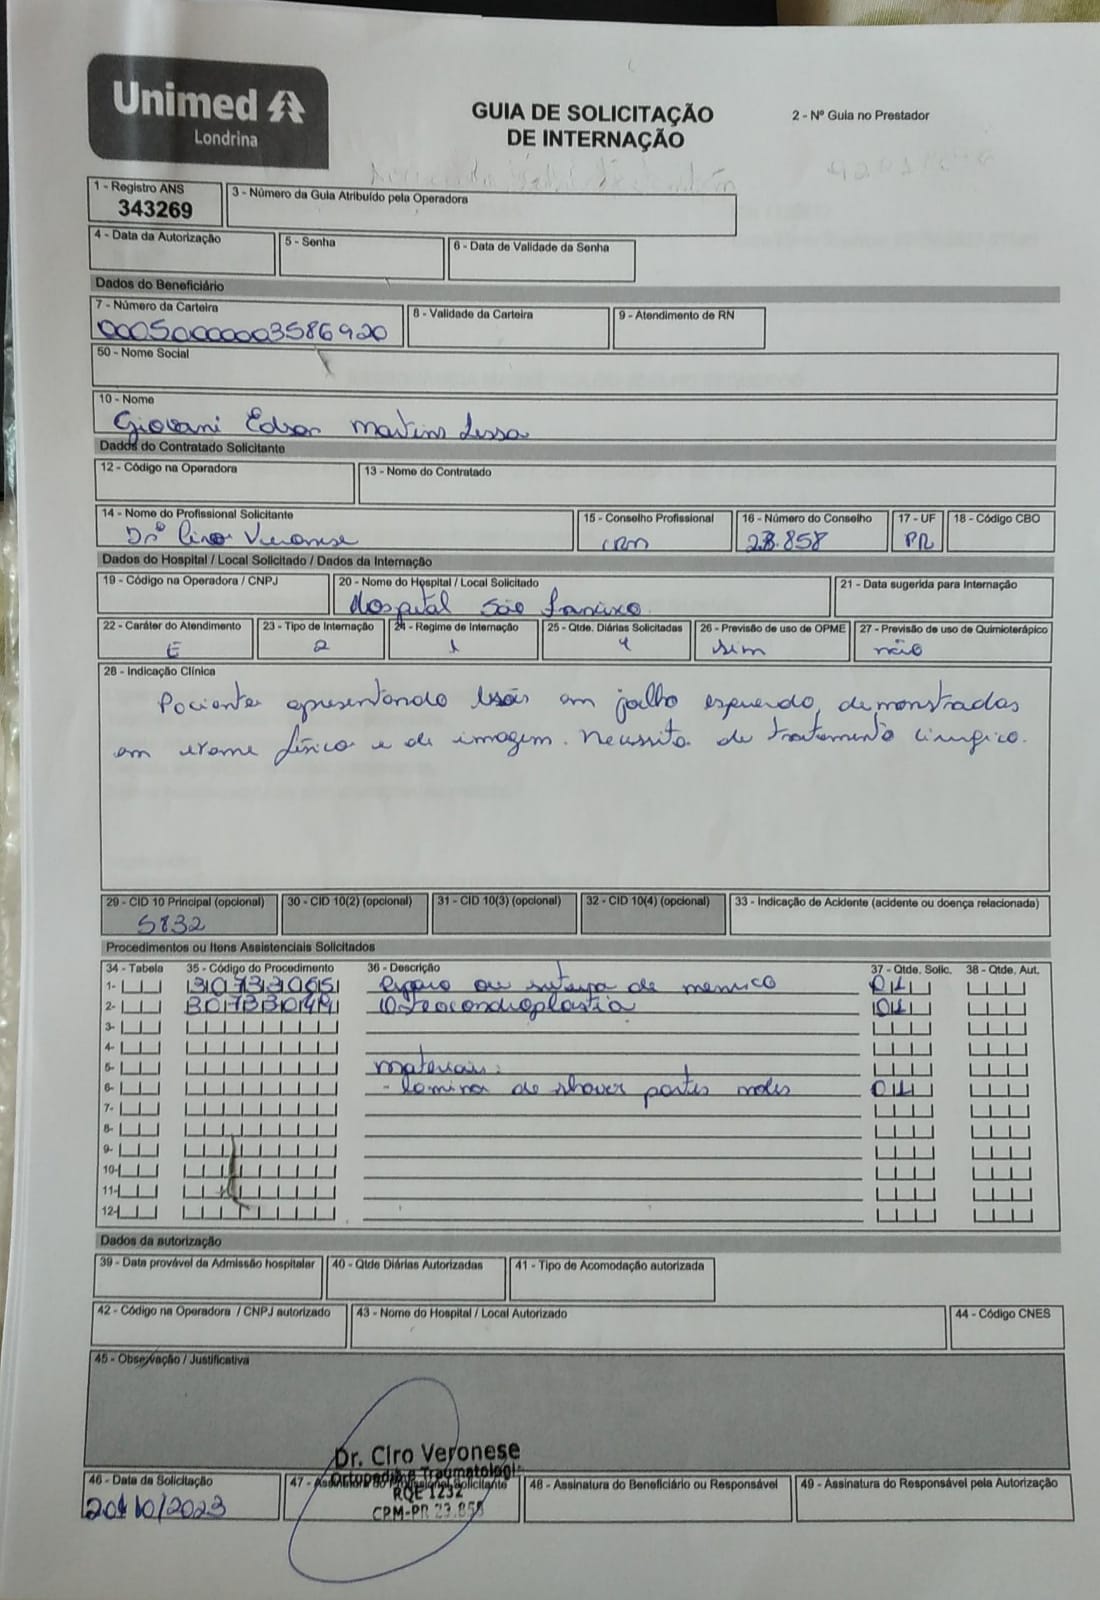 Unimed
Londrina
GUIA DE SOLICITAÇÃO
DE INTERNAÇÃO
2 - Nº Guia no Prestador
1 - Registro ANS
343269
3 - Número da Guia Atribuído pela Operadora
4 - Data da Autorização
5 - Senha
6 - Data de Validade da Senha
Dados do Beneficiário
7 - Número da Carteira
8 - Validade da Carteira
9 - Atendimento de RN
00050000003586920
50 - Nome Social
10 - Nome
Giovani Edson Martins Lessa
Dados do Contratado Solicitante
12 - Código na Operadora
13 - Nome do Contratado
14 - Nome do Profissional Solicitante
15 - Conselho Profissional
16 - Número do Conselho
17 - UF
18 - Código CBO
Drº Ciro Veronese
CRM
23.858
PR
Dados do Hospital / Local Solicitado / Dados da Internação
19 - Código na Operadora / CNPJ
20 - Nome do Hospital / Local Solicitado
21 - Data sugerida para Internação
Hospital São Francisco
22 - Caráter do Atendimento
23 - Tipo de Internação
24 - Regime de Internação
25 - Qtde. Diárias Solicitadas
26 - Previsão de uso de OPME
27 - Previsão de uso de Quimioterápico
E
2
1
sim
não
28 - Indicação Clínica
Paciente apresentando lesões em joelho esquerdo, demonstradas
em exame físico e de imagem. Necessita de tratamento cirurgico.
29 - CID 10 Principal (opcional)
30 - CID 10(2) (opcional)
31 - CID 10(3) (opcional)
32 - CID 10(4) (opcional)
33 - Indicação de Acidente (acidente ou doença relacionada)
S832
Procedimentos ou Itens Assistenciais Solicitados
34 - Tabela
35 - Código do Procedimento
36 - Descrição
37 - Qtde. Solic.
38 - Qtde. Aut.
1- 30733065 Reparo ou sutura de menisco 01
2- 30733049 Osteocondroplastia 01
3-
4-
5- materiais:
6- - lamina de shaver partes moles 01
7-
8-
9-
10-
11-
12-
Dados da autorização
39 - Data provável da Admissão hospitalar
40 - Qtde Diárias Autorizadas
41 - Tipo de Acomodação autorizada
42 - Código na Operadora / CNPJ autorizado
43 - Nome do Hospital / Local Autorizado
44 - Código CNES
45 - Observação / Justificativa
Dr. Ciro Veronese
Ortopedia e Traumatologi
RQE 1232
CRM-PR 23.858
46 - Data da Solicitação
47 - Assinatura do Profissional Solicitante
48 - Assinatura do Beneficiário ou Responsável
49 - Assinatura do Responsável pela Autorização
/10/2023